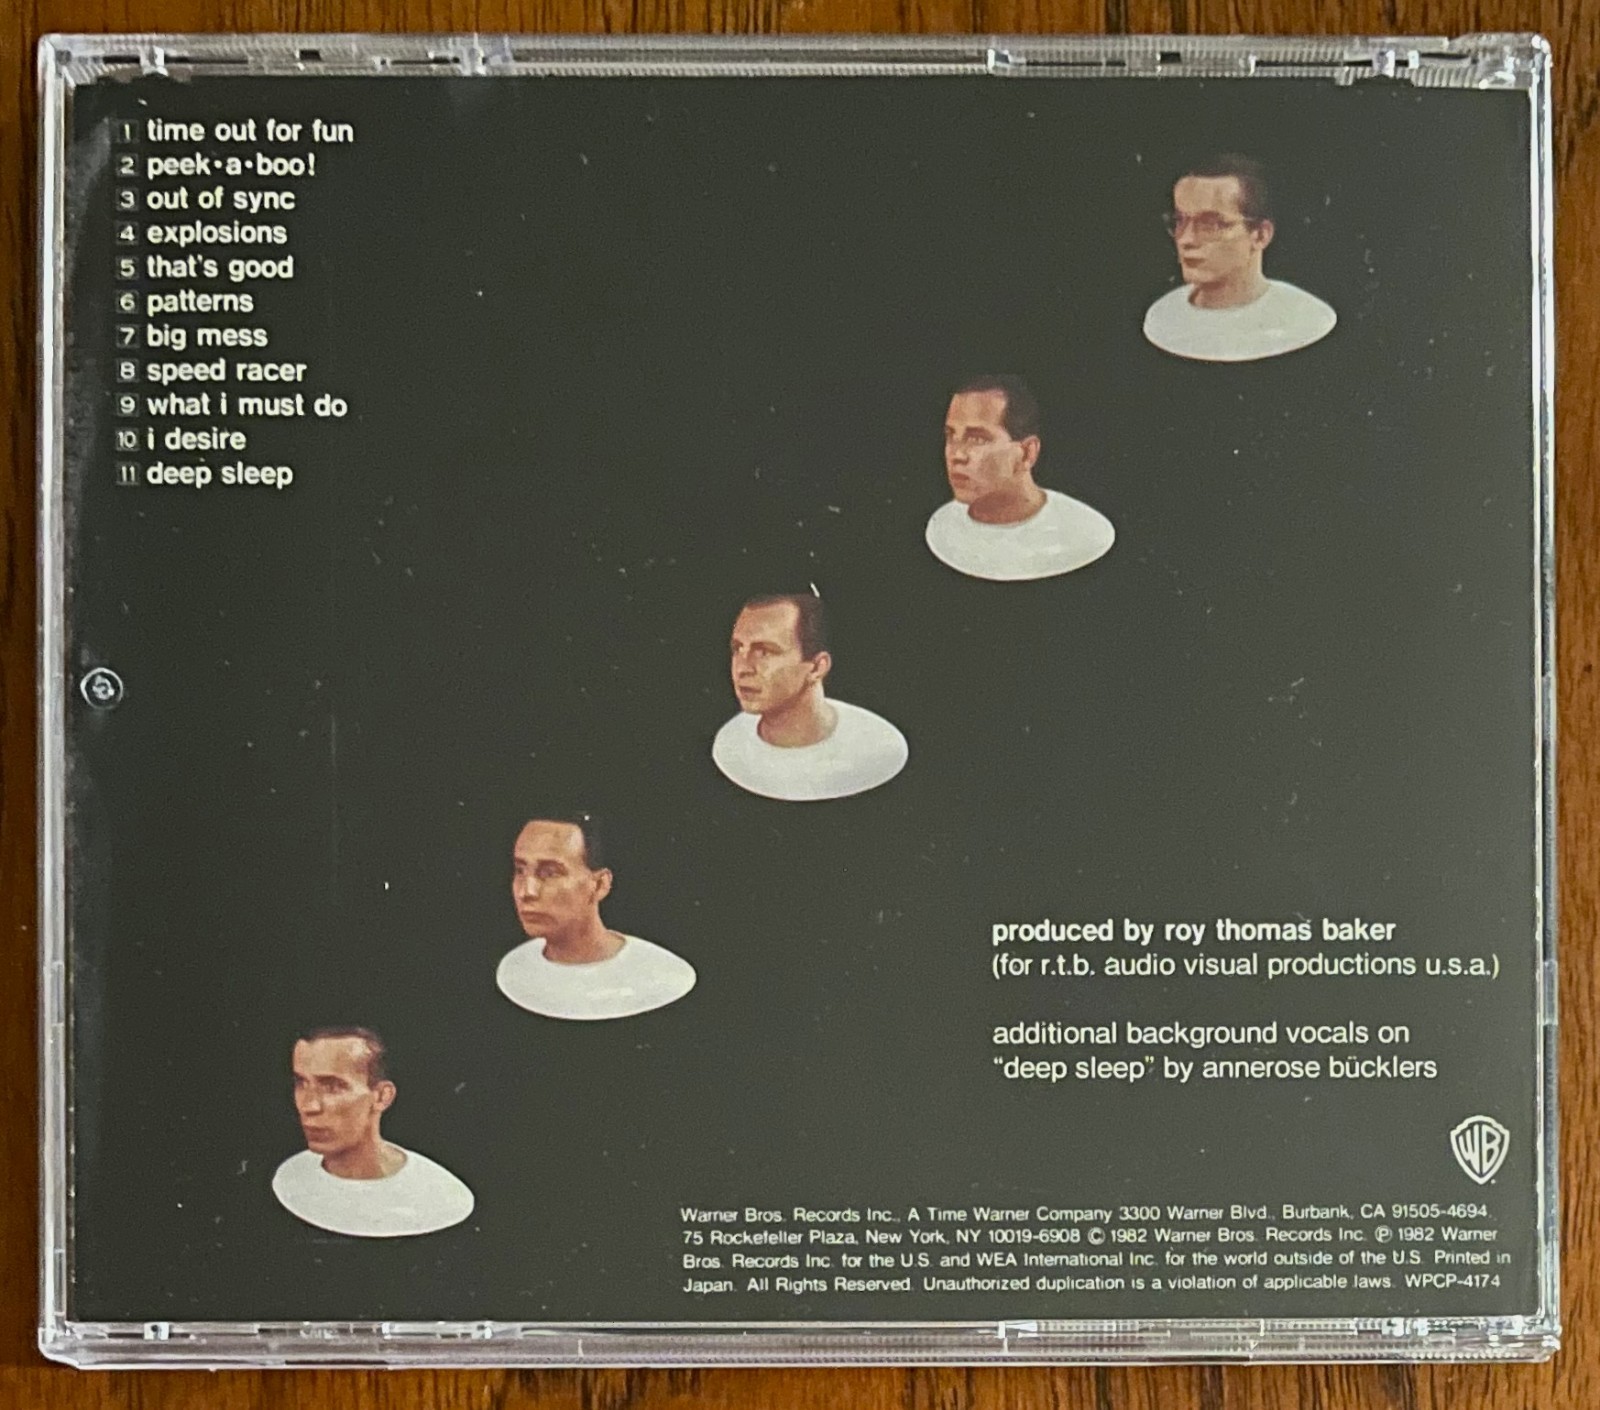 1 time out for fun
2 peek•a•boo!
3 out of sync
4 explosions
5 that's good
6 patterns
7 big mess
8 speed racer
9 what i must do
10 i desire
11 deep sleep
produced by roy thomas baker
(for r.t.b. audio visual productions u.s.a.)
additional background vocals on
"deep sleep" by annerose bücklers
WB
Warner Bros. Records Inc., A Time Warner Company 3300 Warner Blvd., Burbank, CA 91505-4694,
75 Rockefeller Plaza, New York, NY 10019-6908 © 1982 Warner Bros. Records Inc. ℗ 1982 Warner
Bros. Records Inc. for the U.S. and WEA International Inc. for the world outside of the U.S. Printed in
Japan. All Rights Reserved. Unauthorized duplication is a violation of applicable laws. WPCP-4174